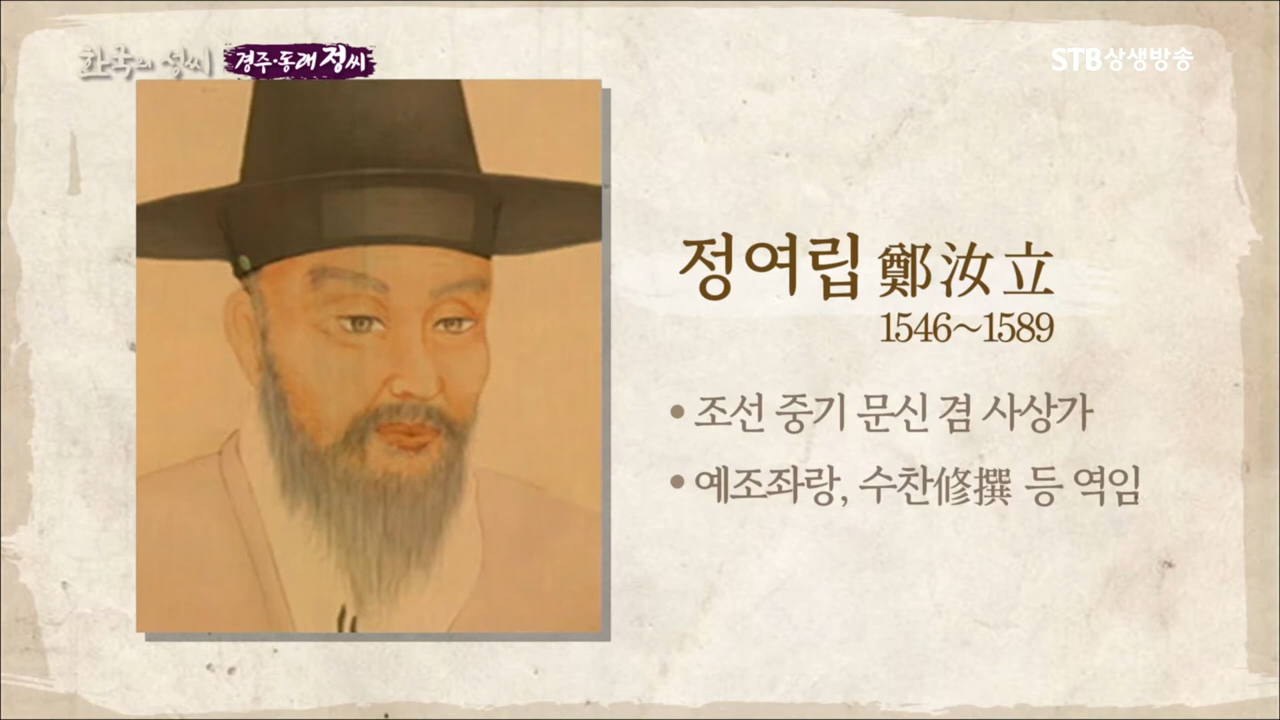 한국의 성씨 경주·동래 정씨
STB상생방송
정여립 鄭汝立
1546~1589
• 조선 중기 문신 겸 사상가
• 예조좌랑, 수찬修撰 등 역임